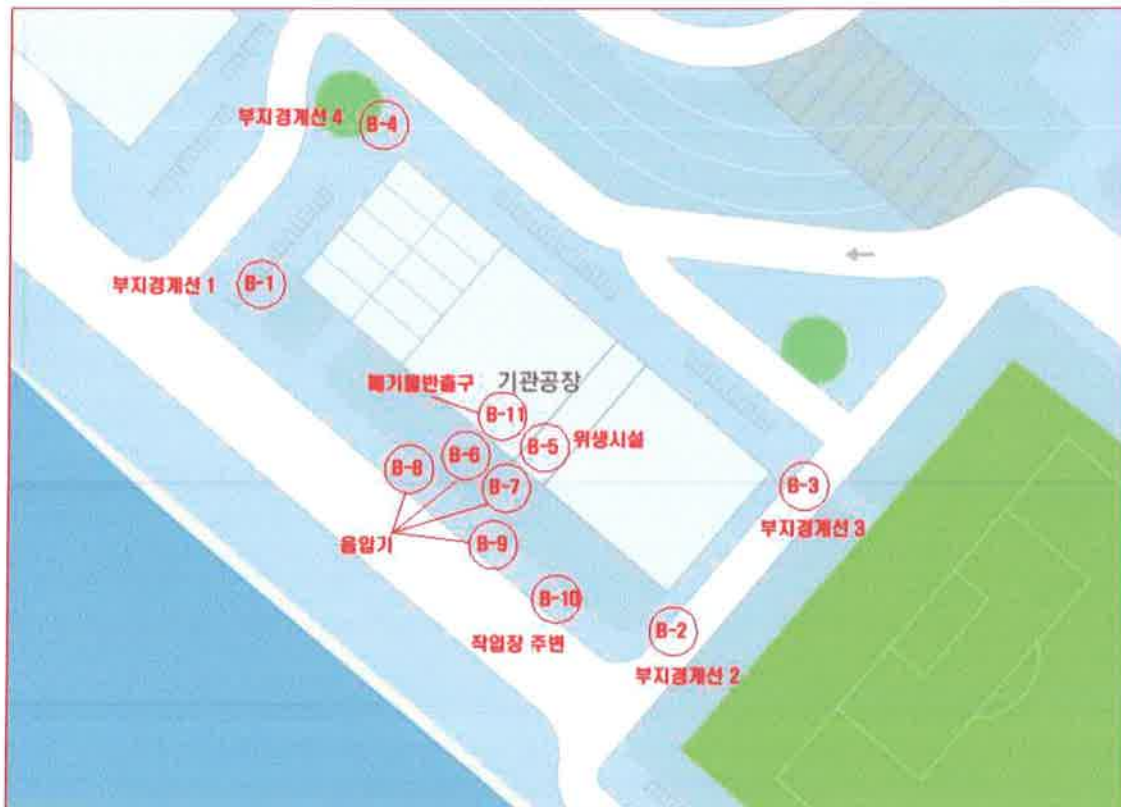 부지경계선 4
B-4
부지경계선 1
B-1
폐기물반출구
기관공장
B-11
B-5
위생시설
B-6
B-8
B-7
B-3
부지경계선 3
음압기
B-9
B-10
작업장 주변
B-2
부지경계선 2